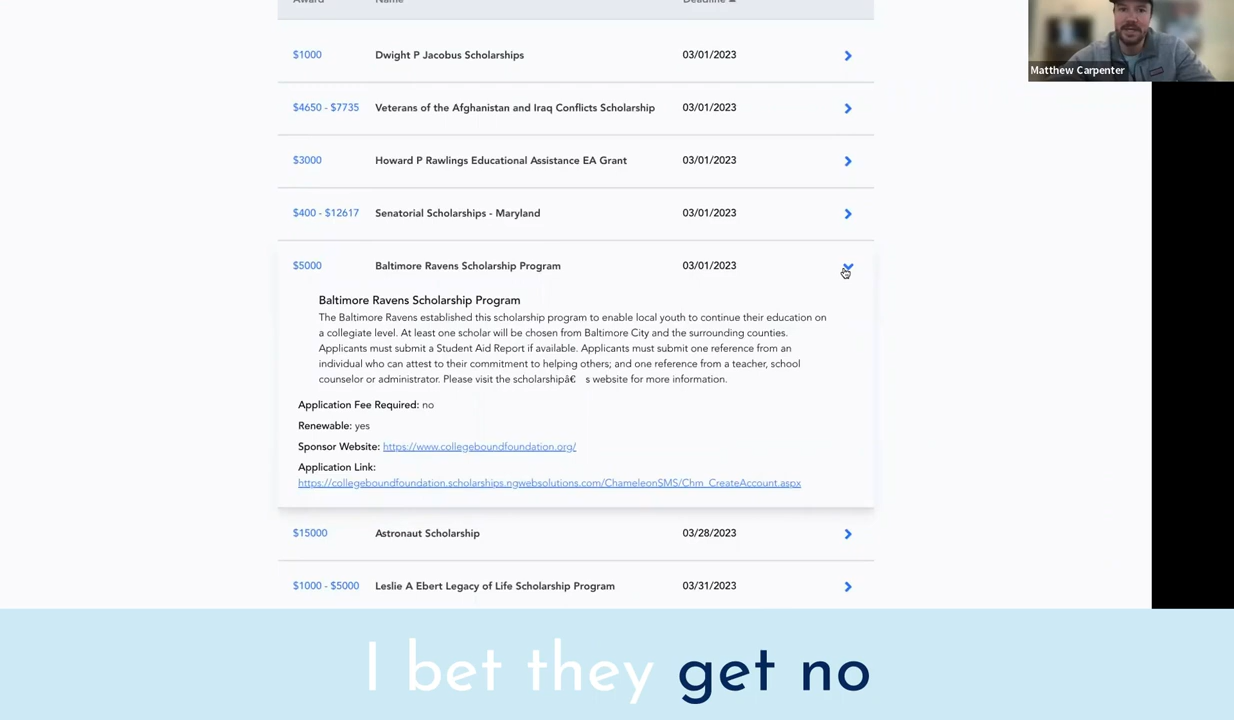 Award Name Deadline
$1000 Dwight P Jacobus Scholarships 03/01/2023
$4650 - $7735 Veterans of the Afghanistan and Iraq Conflicts Scholarship 03/01/2023
$3000 Howard P Rawlings Educational Assistance EA Grant 03/01/2023
$400 - $12617 Senatorial Scholarships - Maryland 03/01/2023
$5000 Baltimore Ravens Scholarship Program 03/01/2023
Baltimore Ravens Scholarship Program
The Baltimore Ravens established this scholarship program to enable local youth to continue their education on
a collegiate level. At least one scholar will be chosen from Baltimore City and the surrounding counties.
Applicants must submit a Student Aid Report if available. Applicants must submit one reference from an
individual who can attest to their commitment to helping others; and one reference from a teacher, school
counselor or administrator. Please visit the scholarshipâ€ s website for more information.
Application Fee Required: no
Renewable: yes
Sponsor Website: https://www.collegeboundfoundation.org/
Application Link:
https://collegeboundfoundation.scholarships.ngwebsolutions.com/ChameleonSMS/Chm_CreateAccount.aspx
$15000 Astronaut Scholarship 03/28/2023
$1000 - $5000 Leslie A Ebert Legacy of Life Scholarship Program 03/31/2023
Matthew Carpenter
I bet they get no